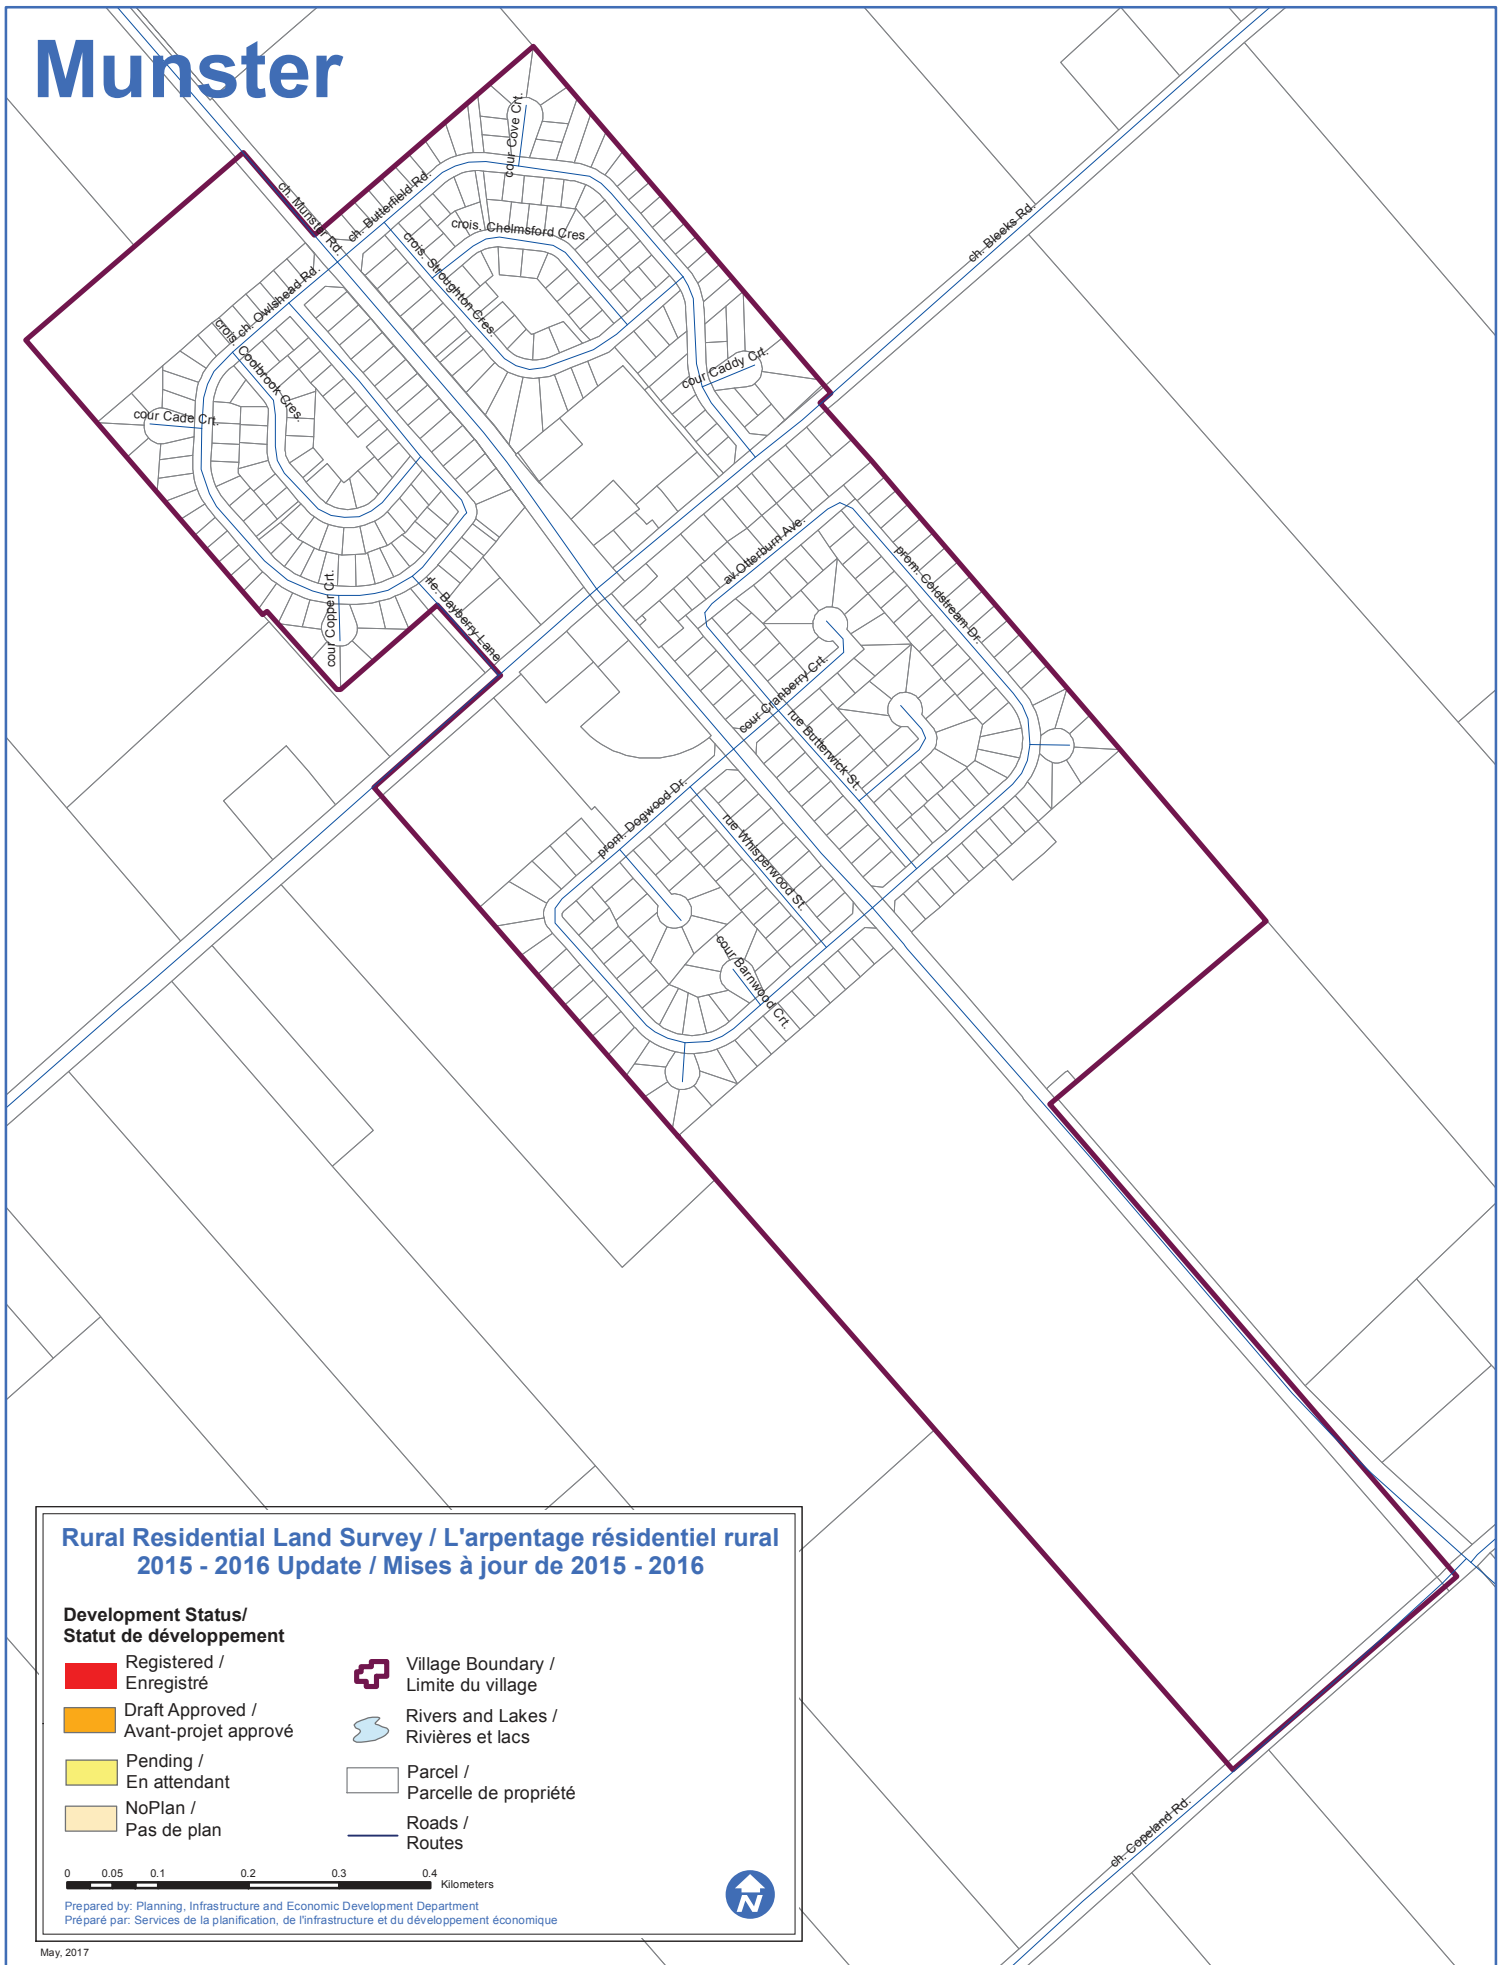 Munster
cour Cove Crt.
ch. Munster Rd.
ch. Butterfield Rd.
crois. Chelmsford Cres.
crois. Stroughton Cres.
ch. Bleeks Rd.
ch. Owlshead Rd.
crois. Coolbrook Cres.
cour Caddy Crt.
cour Cade Crt.
av.Otterburn Ave.
prom. Coldstream Dr.
cour Copper Crt.
rle. Bayberry Lane
cour Cranberry Crt.
rue Butterwick St.
prom. Dogwood Dr.
rue Whisperwood St.
cour Barnwood Crt.
ch. Copeland Rd.
Rural Residential Land Survey / L'arpentage résidentiel rural
2015 - 2016 Update / Mises à jour de 2015 - 2016
Development Status/
Statut de développement
Registered /
Enregistré
Draft Approved /
Avant-projet apprové
Pending /
En attendant
NoPlan /
Pas de plan
Village Boundary /
Limite du village
Rivers and Lakes /
Rivières et lacs
Parcel /
Parcelle de propriété
Roads /
Routes
0 0.05 0.1 0.2 0.3 0.4
Kilometers
N
Prepared by: Planning, Infrastructure and Economic Development Department
Préparé par: Services de la planification, de l'infrastructure et du développement économique
May, 2017